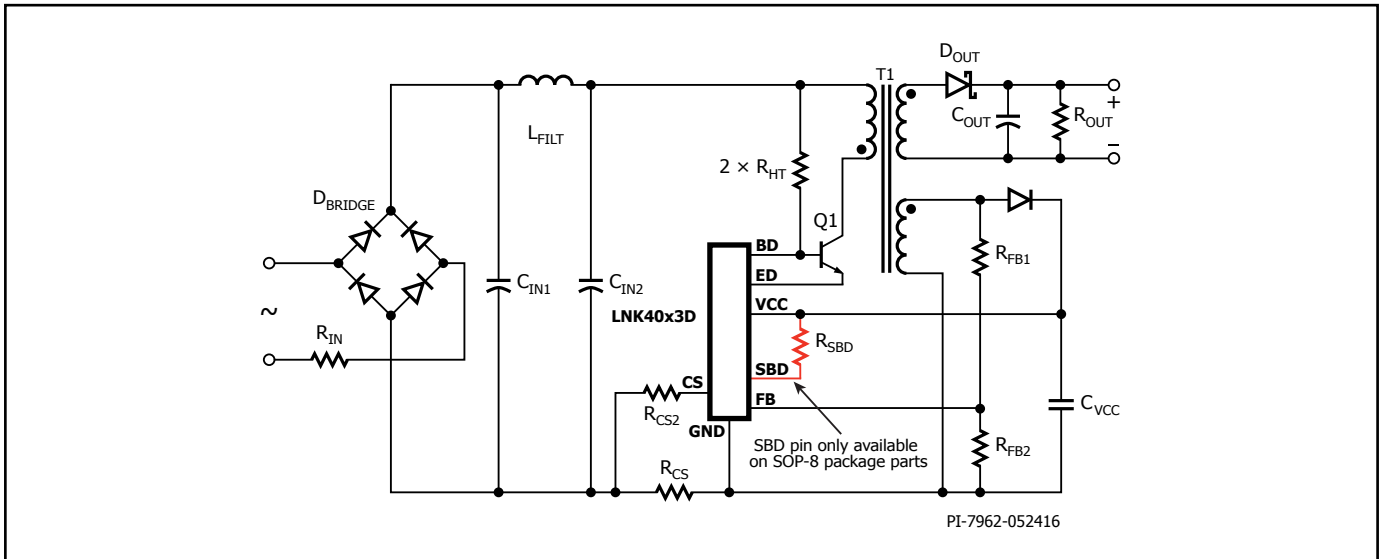 D_OUT
T1
+
C_OUT
R_OUT
−
L_FILT
2 × R_HT
D_BRIDGE
Q1
BD
R_FB1
ED
C_IN1
C_IN2
VCC
LNK40x3D
~
R_IN
R_SBD
SBD
CS
FB
C_VCC
R_CS2
GND
SBD pin only available
on SOP-8 package parts
R_FB2
R_CS
PI-7962-052416